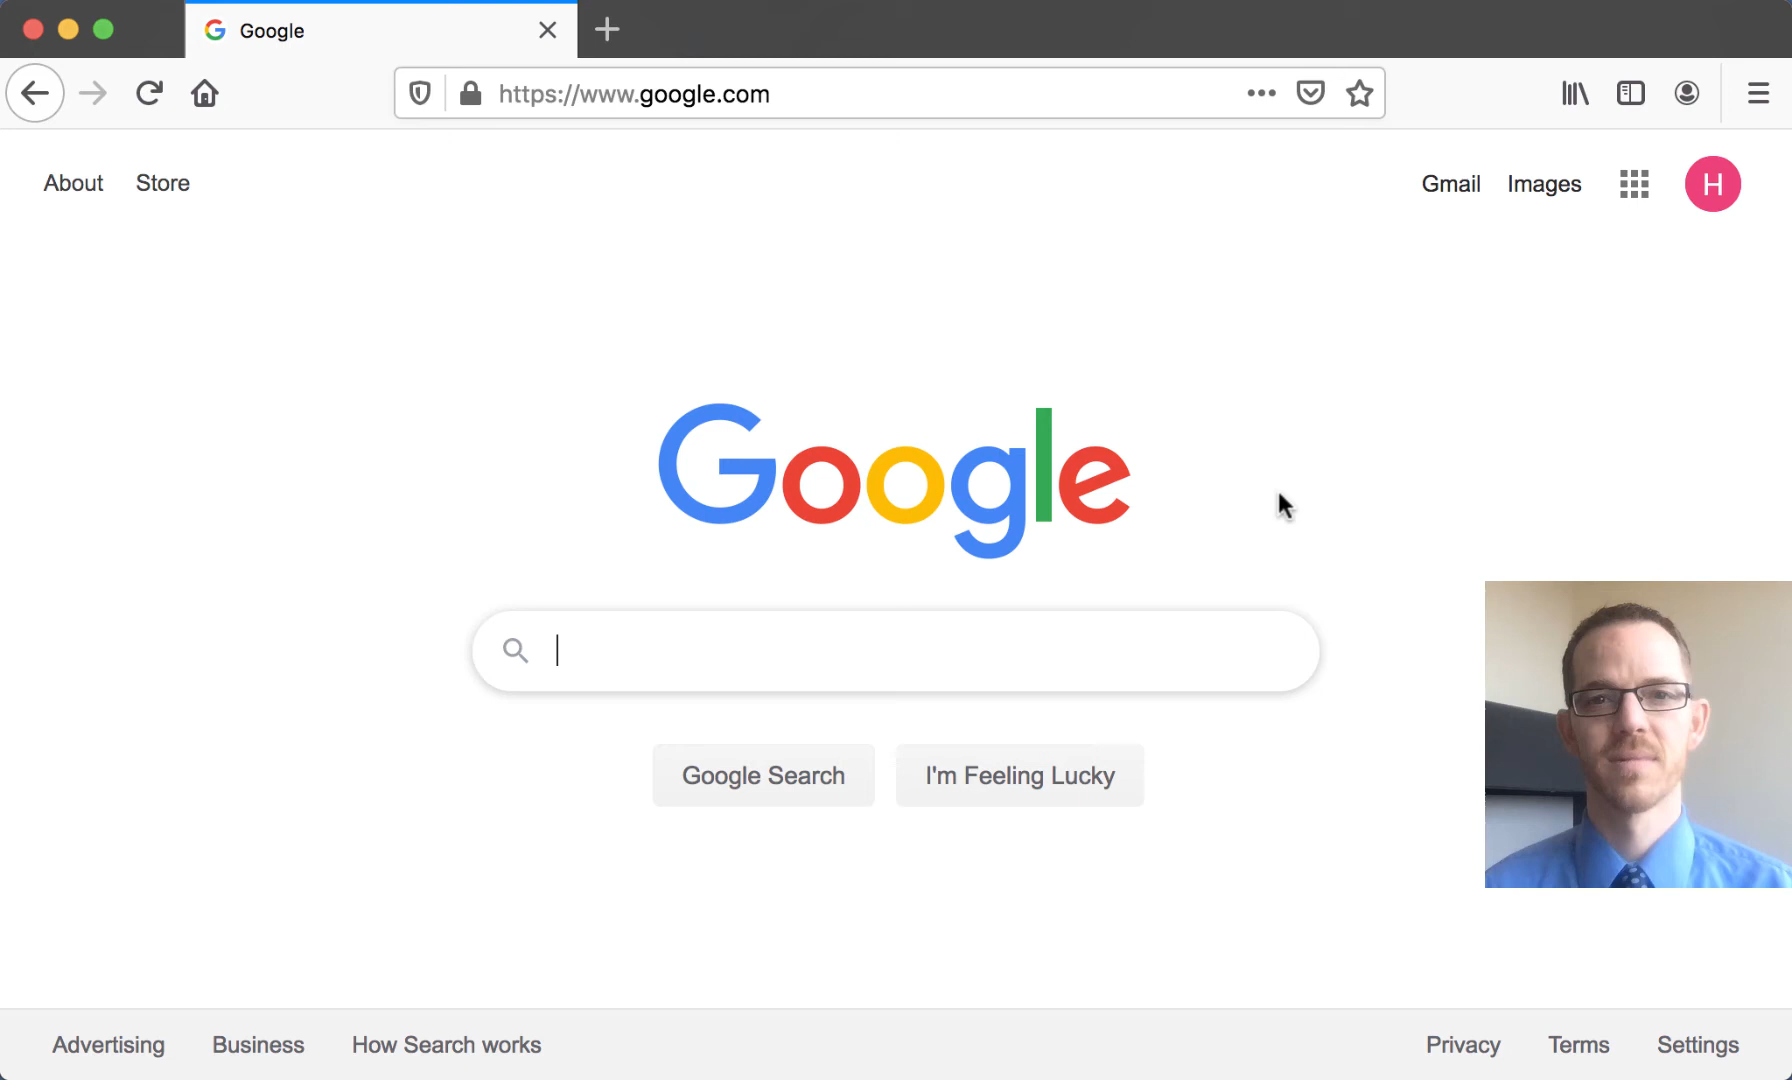 Google
https://www.google.com
About Store
Gmail Images H
Google
Google Search I'm Feeling Lucky
Advertising Business How Search works
Privacy Terms Settings